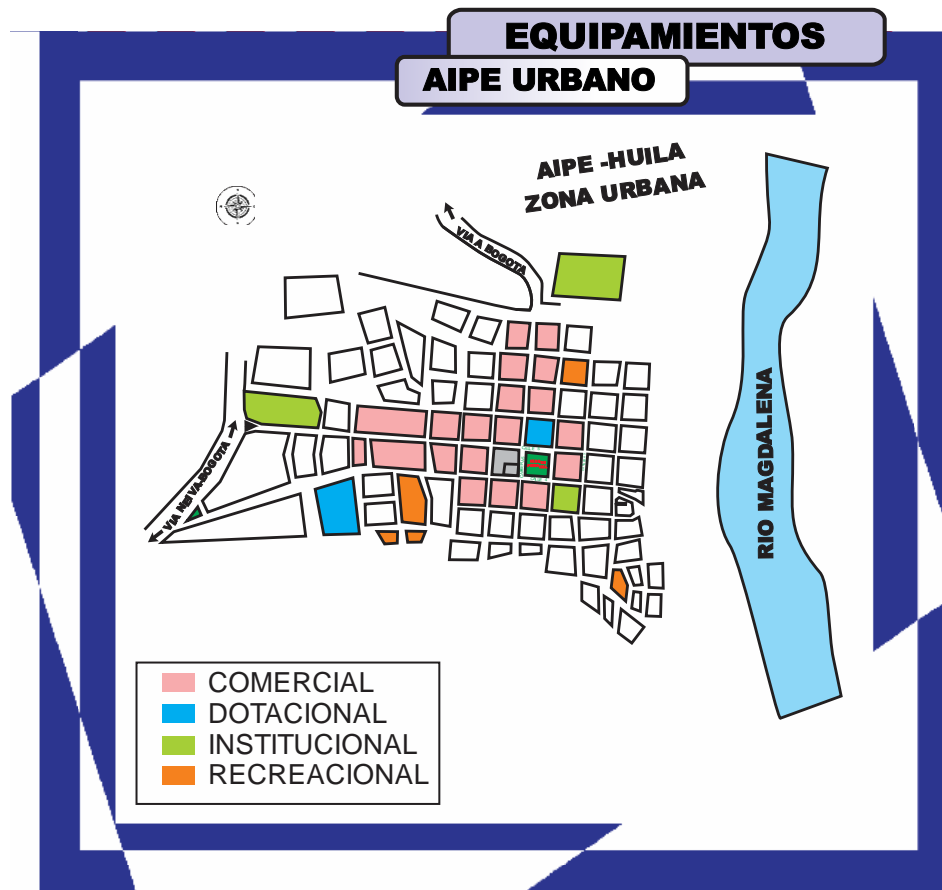 EQUIPAMIENTOS
AIPE URBANO
AIPE -HUILA
ZONA URBANA
VIA A BOGOTA
VIA NEIVA-BOGOTA
RIO MAGDALENA
COMERCIAL
DOTACIONAL
INSTITUCIONAL
RECREACIONAL